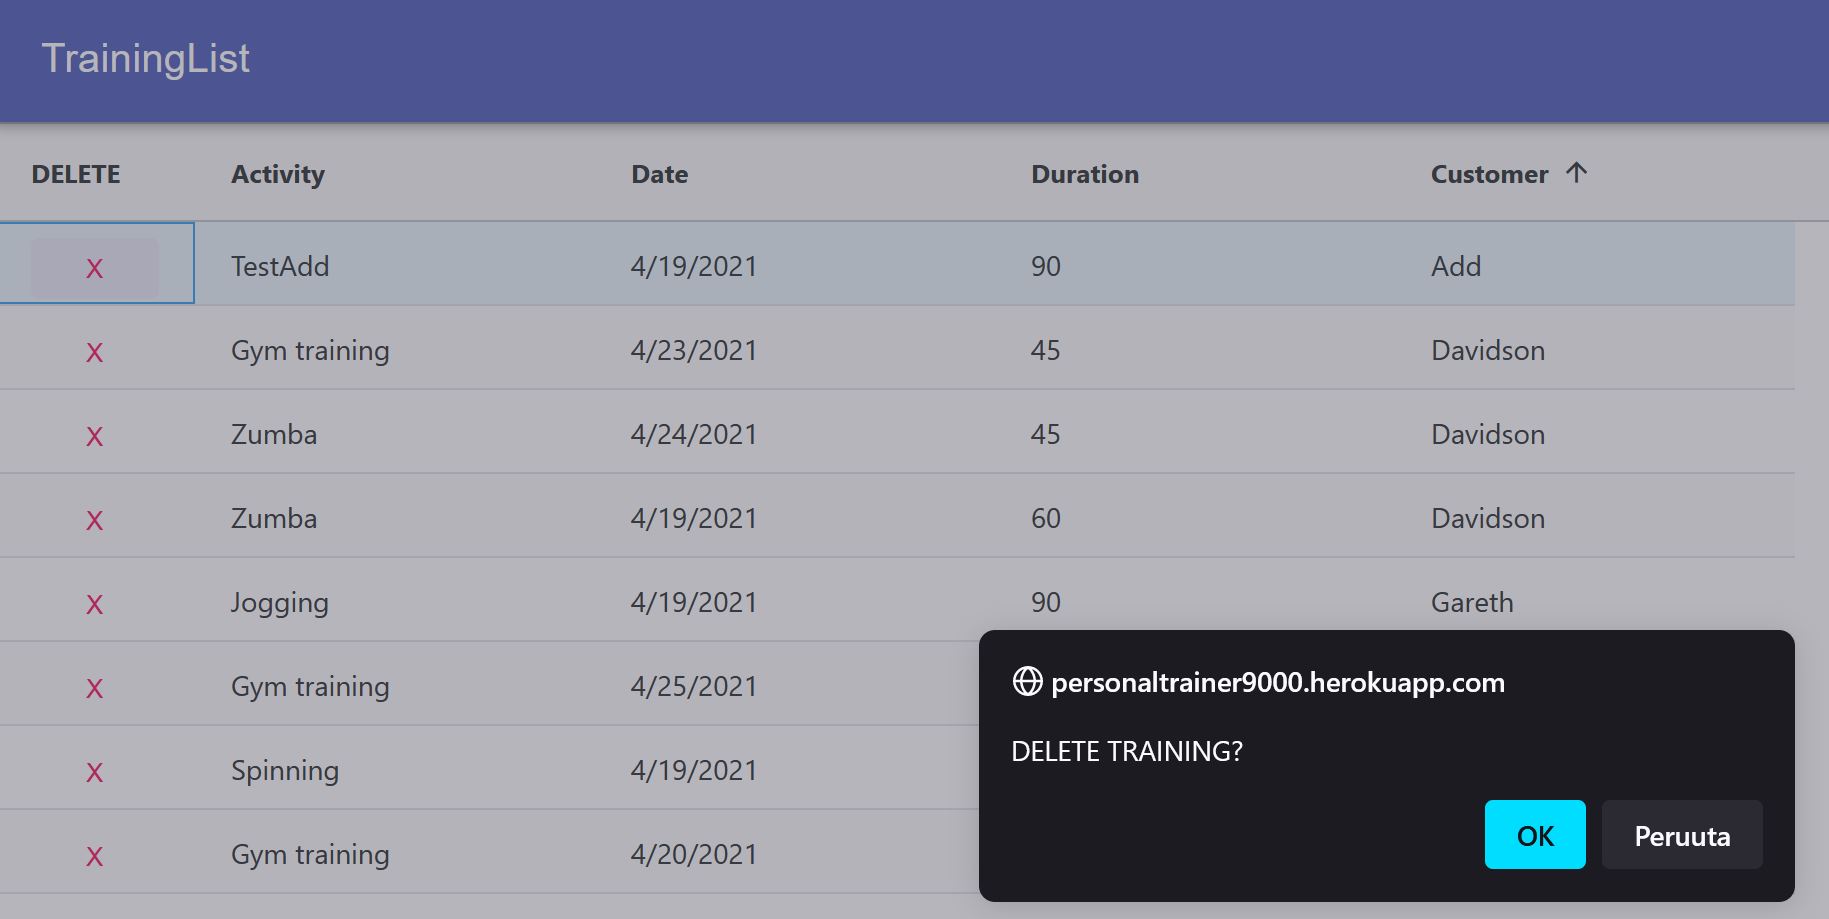 TrainingList
DELETE Activity Date Duration Customer
X TestAdd 4/19/2021 90 Add
X Gym training 4/23/2021 45 Davidson
X Zumba 4/24/2021 45 Davidson
X Zumba 4/19/2021 60 Davidson
X Jogging 4/19/2021 90 Gareth
X Gym training 4/25/2021
X Spinning 4/19/2021
X Gym training 4/20/2021
personaltrainer9000.herokuapp.com
DELETE TRAINING?
OK Peruuta